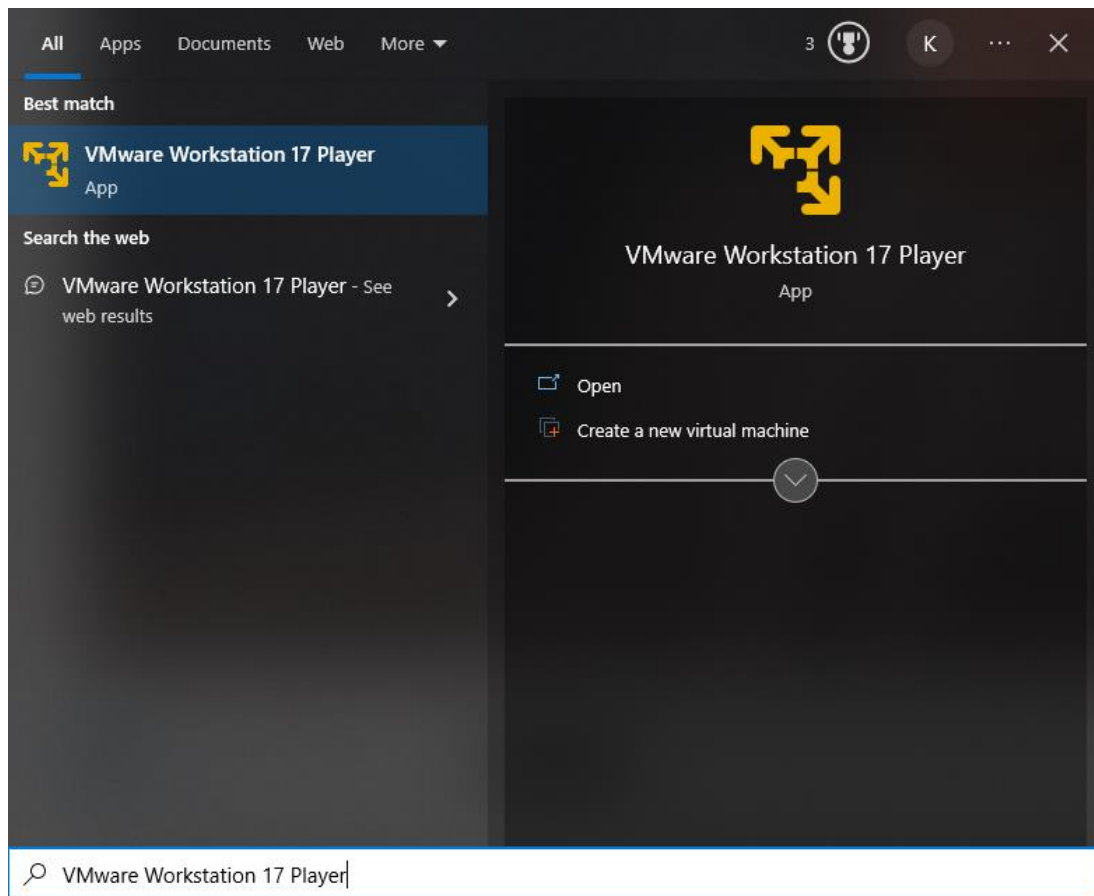 All Apps Documents Web More 3 K ...
Best match
VMware Workstation 17 Player
App
Search the web
VMware Workstation 17 Player - See
web results
VMware Workstation 17 Player
App
Open
Create a new virtual machine
VMware Workstation 17 Player